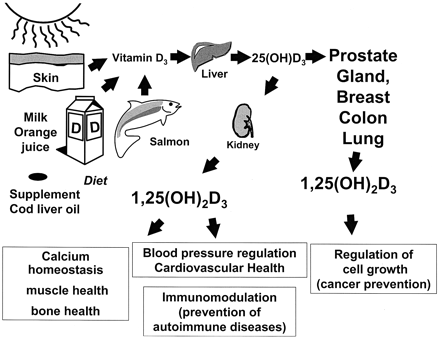 Skin
Vitamin D₃
Liver
25(OH)D₃
Prostate
Gland,
Breast
Colon
Lung
Milk
Orange
juice
D D
Salmon
Kidney
Diet
Supplement
Cod liver oil
1,25(OH)₂D₃
1,25(OH)₂D₃
Calcium
homeostasis
muscle health
bone health
Blood pressure regulation
Cardiovascular Health
Immunomodulation
(prevention of
autoimmune diseases)
Regulation of
cell growth
(cancer prevention)